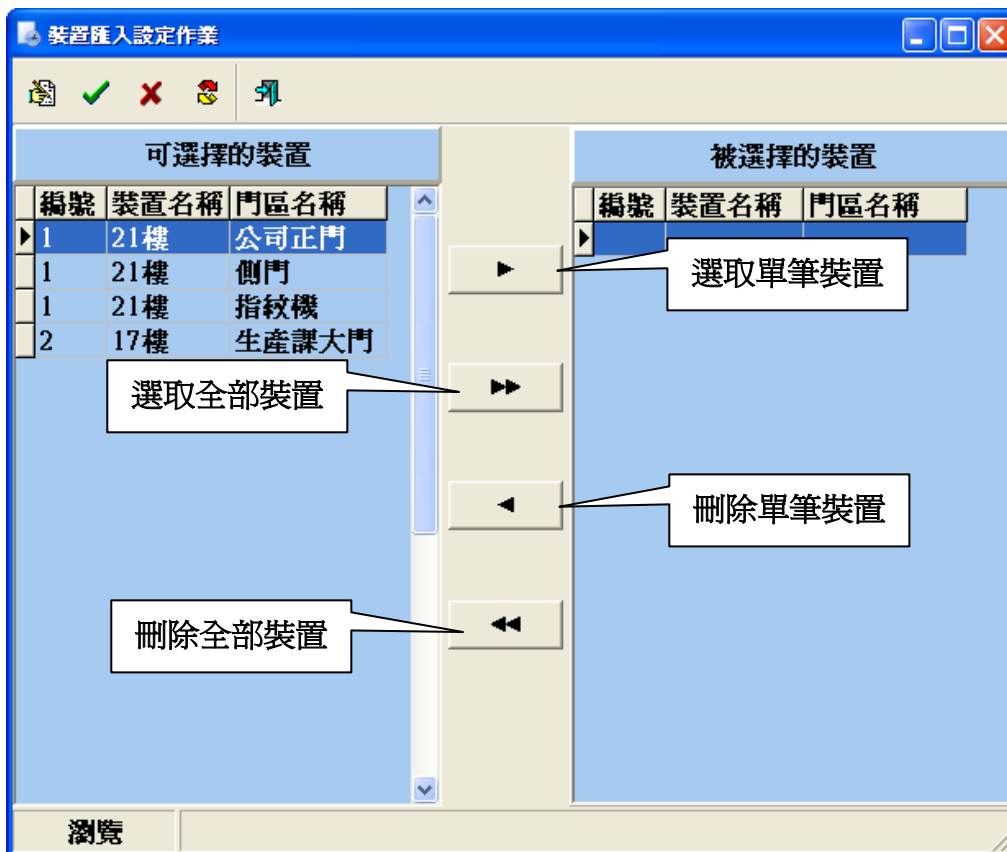 裝置匯入設定作業
可選擇的裝置
被選擇的裝置
編號 裝置名稱 門區名稱
1 21樓 公司正門
1 21樓 側門
1 21樓 指紋機
2 17樓 生產課大門
編號 裝置名稱 門區名稱
選取單筆裝置
選取全部裝置
刪除單筆裝置
刪除全部裝置
瀏覽